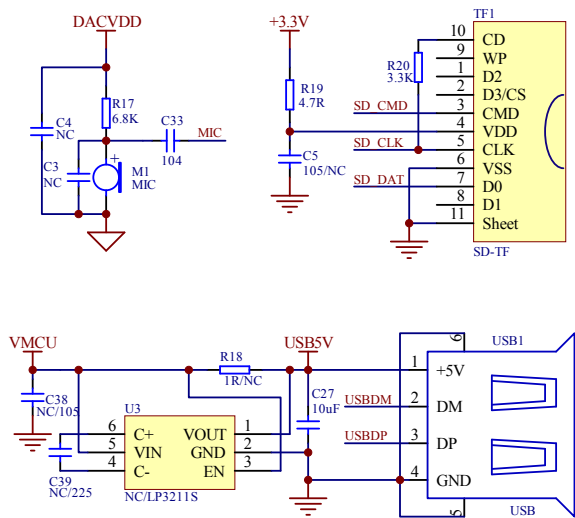 DACVDD
C4
NC
R17
6.8K
C33
104
MIC
C3
NC
+
M1
MIC
+3.3V
R19
4.7R
C5
105/NC
R20
3.3K
SD_CMD
SD_CLK
SD_DAT
TF1
10 CD
9 WP
1 D2
2 D3/CS
3 CMD
4 VDD
5 CLK
6 VSS
7 D0
8 D1
11 Sheet
SD-TF
VMCU
C38
NC/105
C39
NC/225
U3
6 C+ VOUT 1
5 VIN GND 2
4 C- EN 3
NC/LP3211S
R18
1R/NC
USB5V
C27
10uF
USBDM
USBDP
6
USB1
1 +5V
2 DM
3 DP
4 GND
5
USB